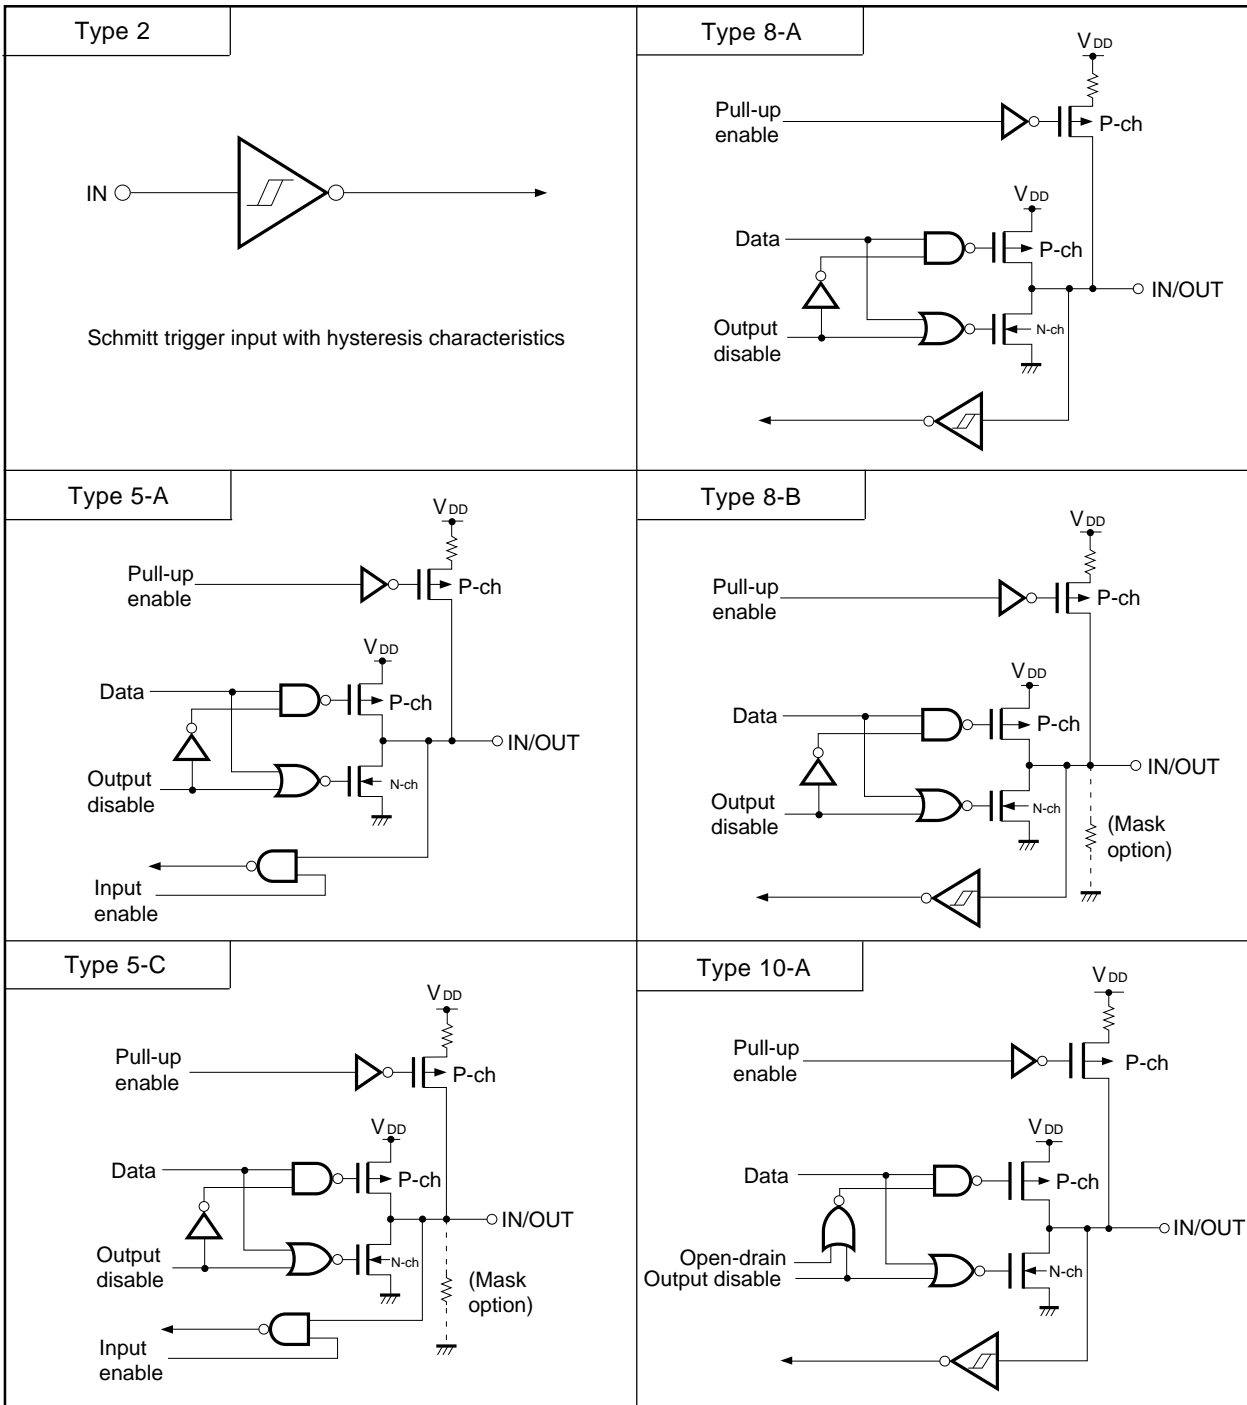 Type 2
IN
Schmitt trigger input with hysteresis characteristics
Type 8-A
VDD
Pull-up
enable
P-ch
VDD
Data
P-ch
IN/OUT
Output
disable
N-ch
Type 5-A
VDD
Pull-up
enable
P-ch
VDD
Data
P-ch
IN/OUT
Output
disable
N-ch
Input
enable
Type 8-B
VDD
Pull-up
enable
P-ch
VDD
Data
P-ch
IN/OUT
Output
disable
N-ch
(Mask
option)
Type 5-C
VDD
Pull-up
enable
P-ch
VDD
Data
P-ch
IN/OUT
Output
disable
N-ch
(Mask
option)
Input
enable
Type 10-A
VDD
Pull-up
enable
P-ch
VDD
Data
P-ch
IN/OUT
Open-drain
Output disable
N-ch